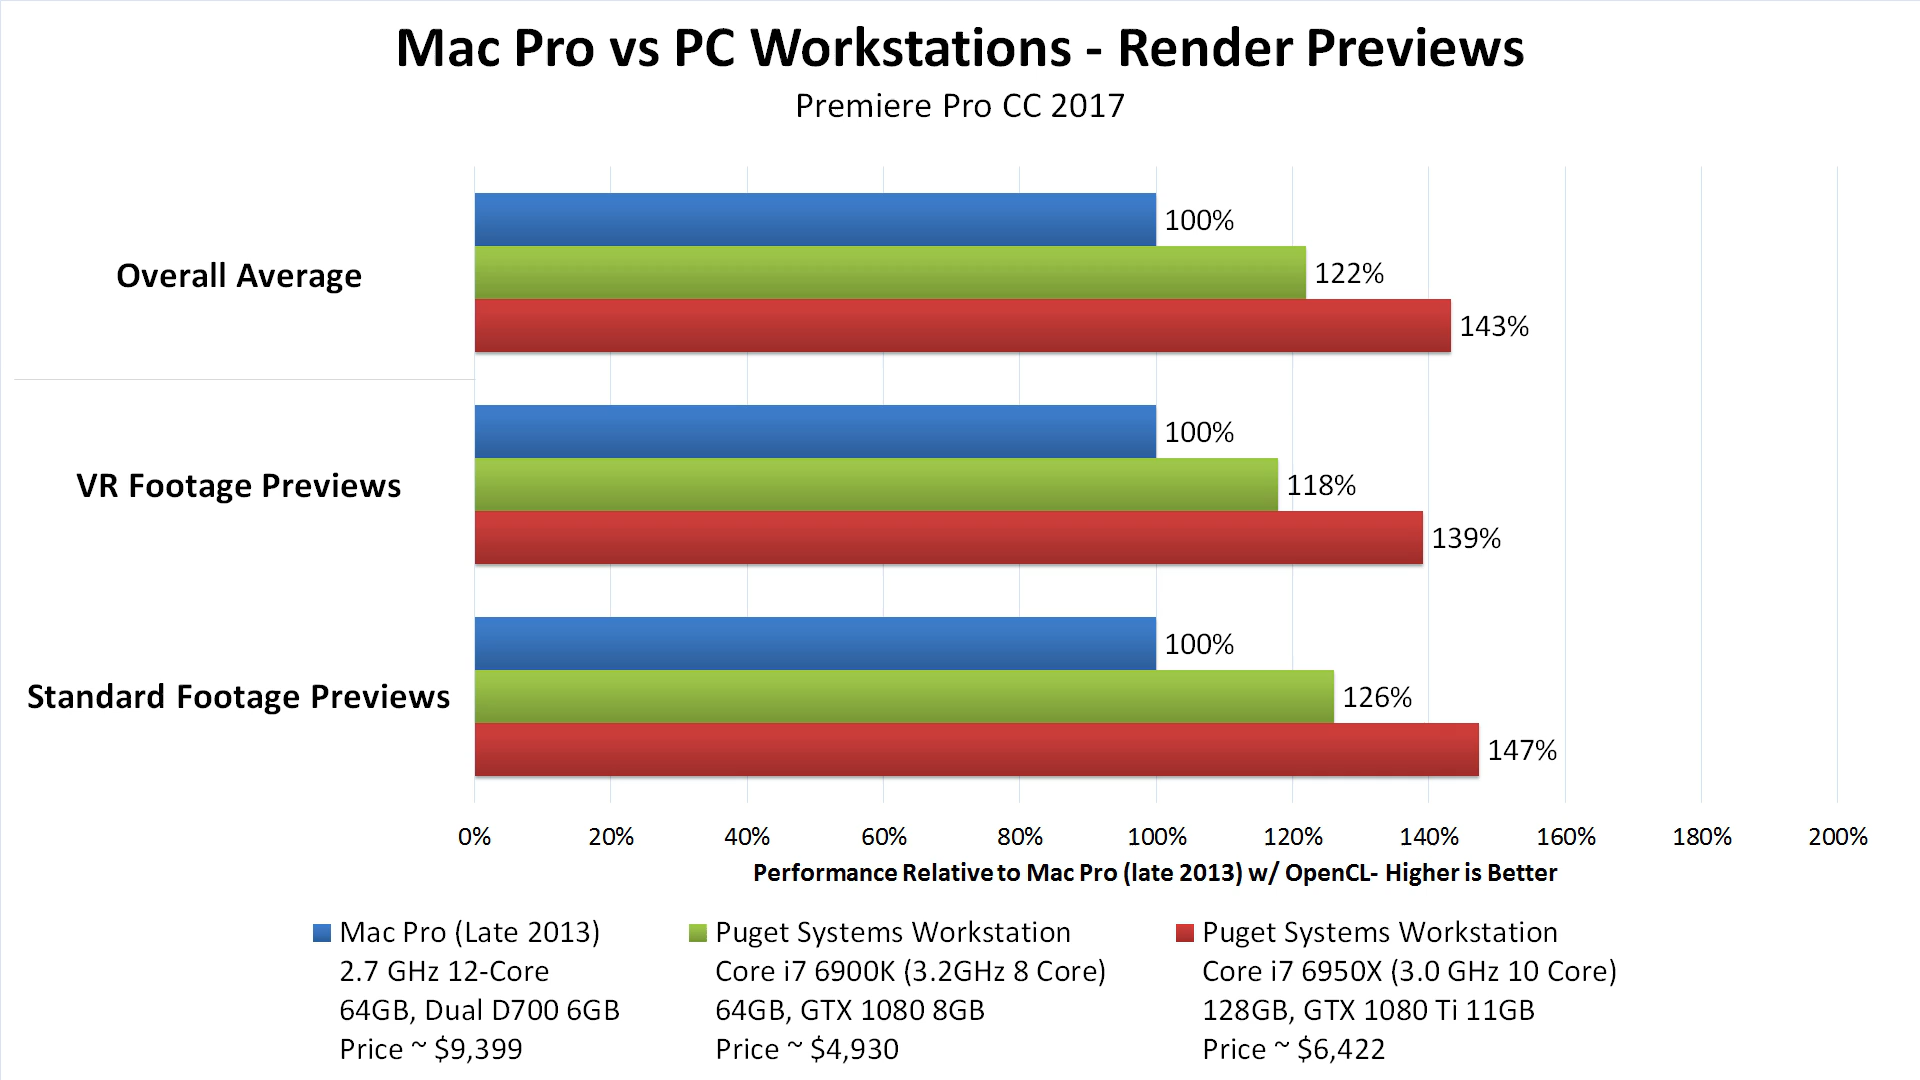 Mac Pro vs PC Workstations - Render Previews
Premiere Pro CC 2017
Overall Average
100%
122%
143%
VR Footage Previews
100%
118%
139%
Standard Footage Previews
100%
126%
147%
0% 20% 40% 60% 80% 100% 120% 140% 160% 180% 200%
Performance Relative to Mac Pro (late 2013) w/ OpenCL- Higher is Better
Mac Pro (Late 2013)
2.7 GHz 12-Core
64GB, Dual D700 6GB
Price ~ $9,399
Puget Systems Workstation
Core i7 6900K (3.2GHz 8 Core)
64GB, GTX 1080 8GB
Price ~ $4,930
Puget Systems Workstation
Core i7 6950X (3.0 GHz 10 Core)
128GB, GTX 1080 Ti 11GB
Price ~ $6,422